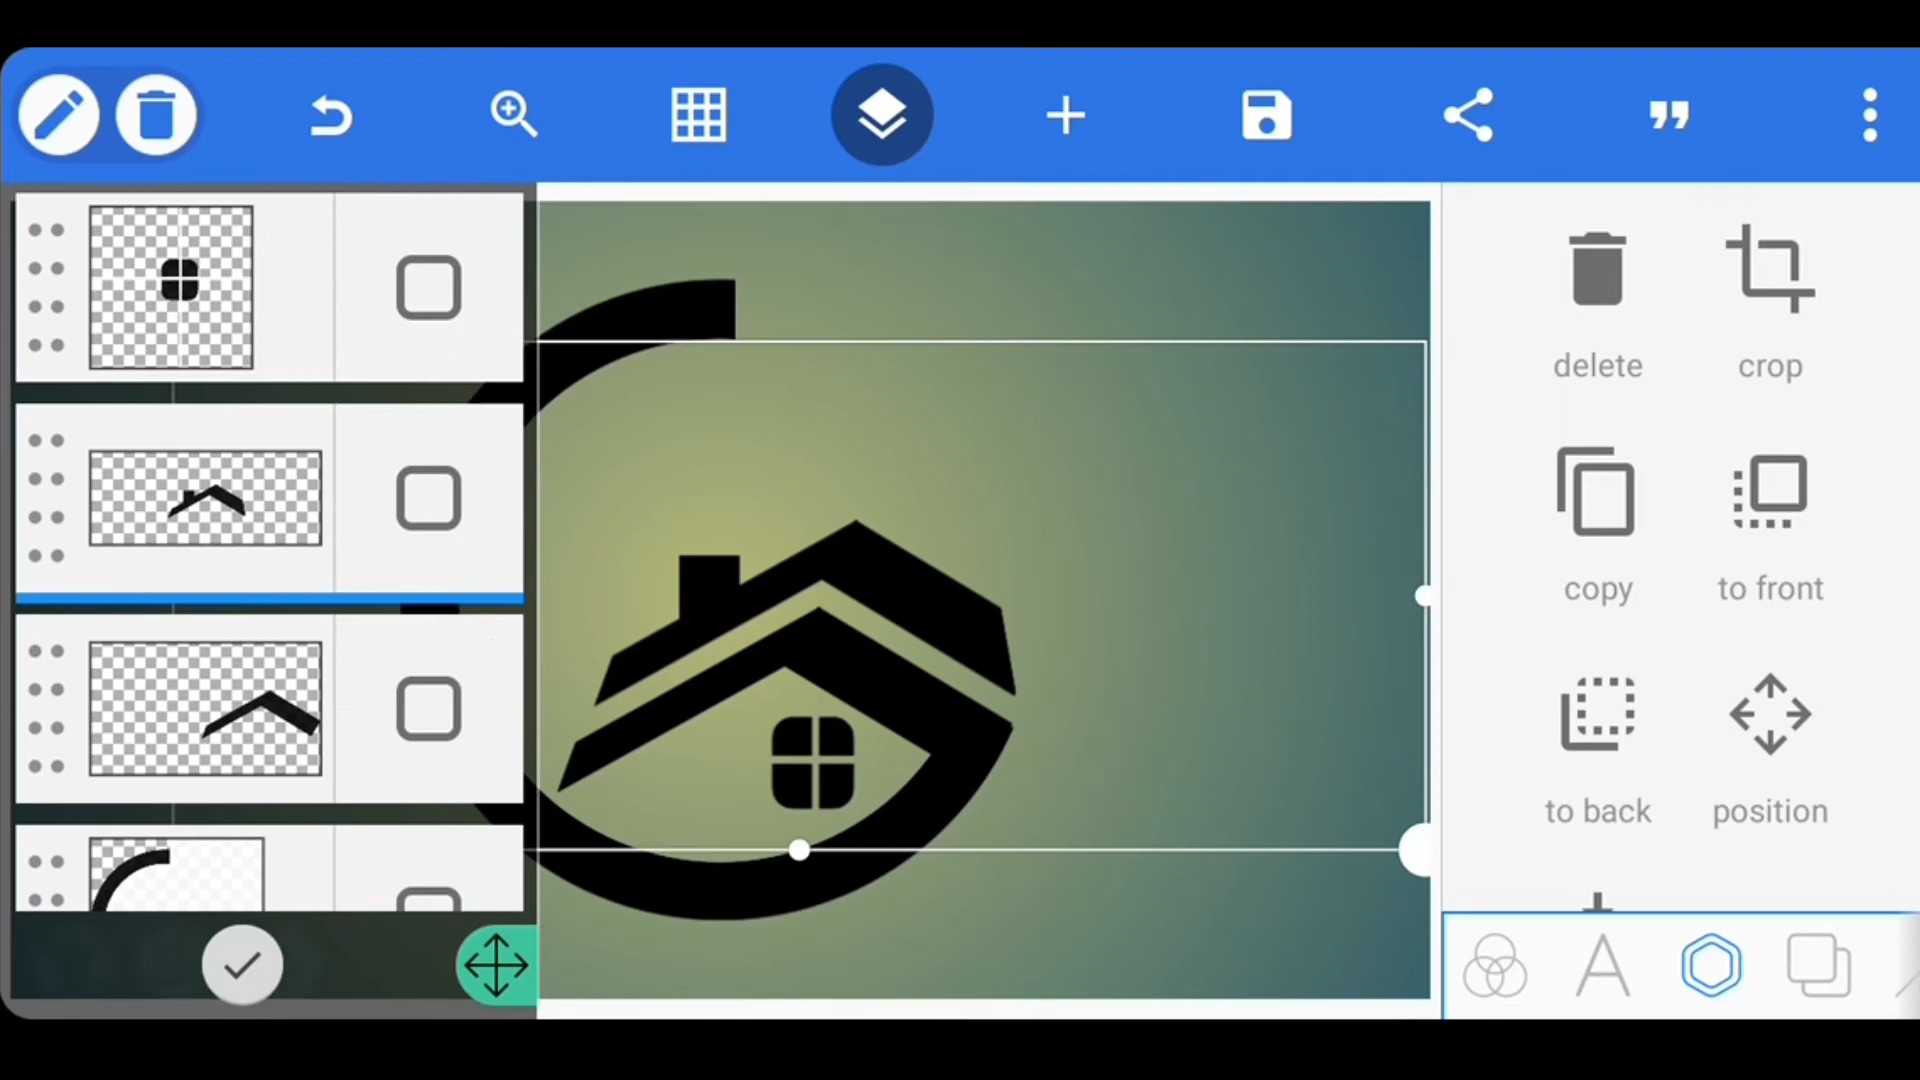 delete
crop
copy
to front
to back
position